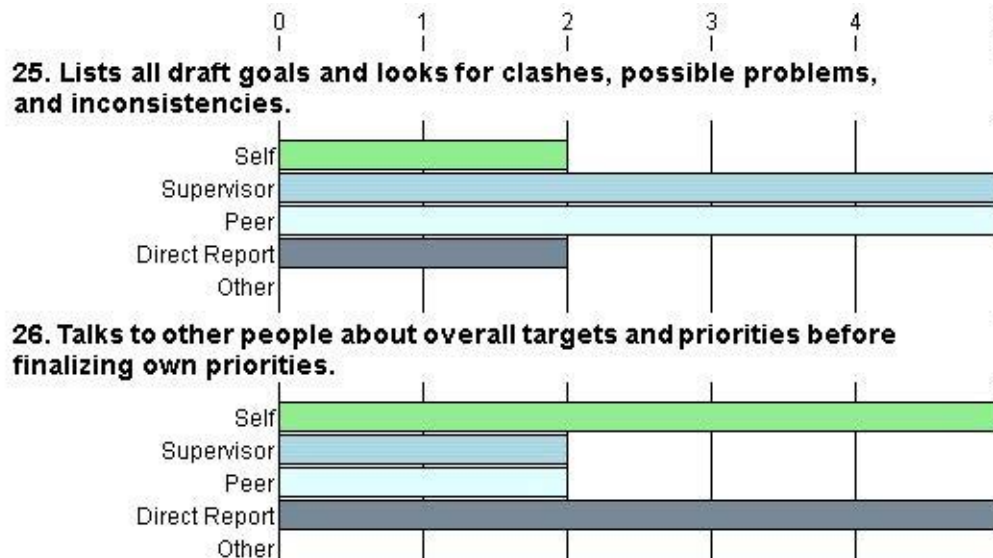 0 1 2 3 4
25. Lists all draft goals and looks for clashes, possible problems,
and inconsistencies.
Self
Supervisor
Peer
Direct Report
Other
26. Talks to other people about overall targets and priorities before
finalizing own priorities.
Self
Supervisor
Peer
Direct Report
Other